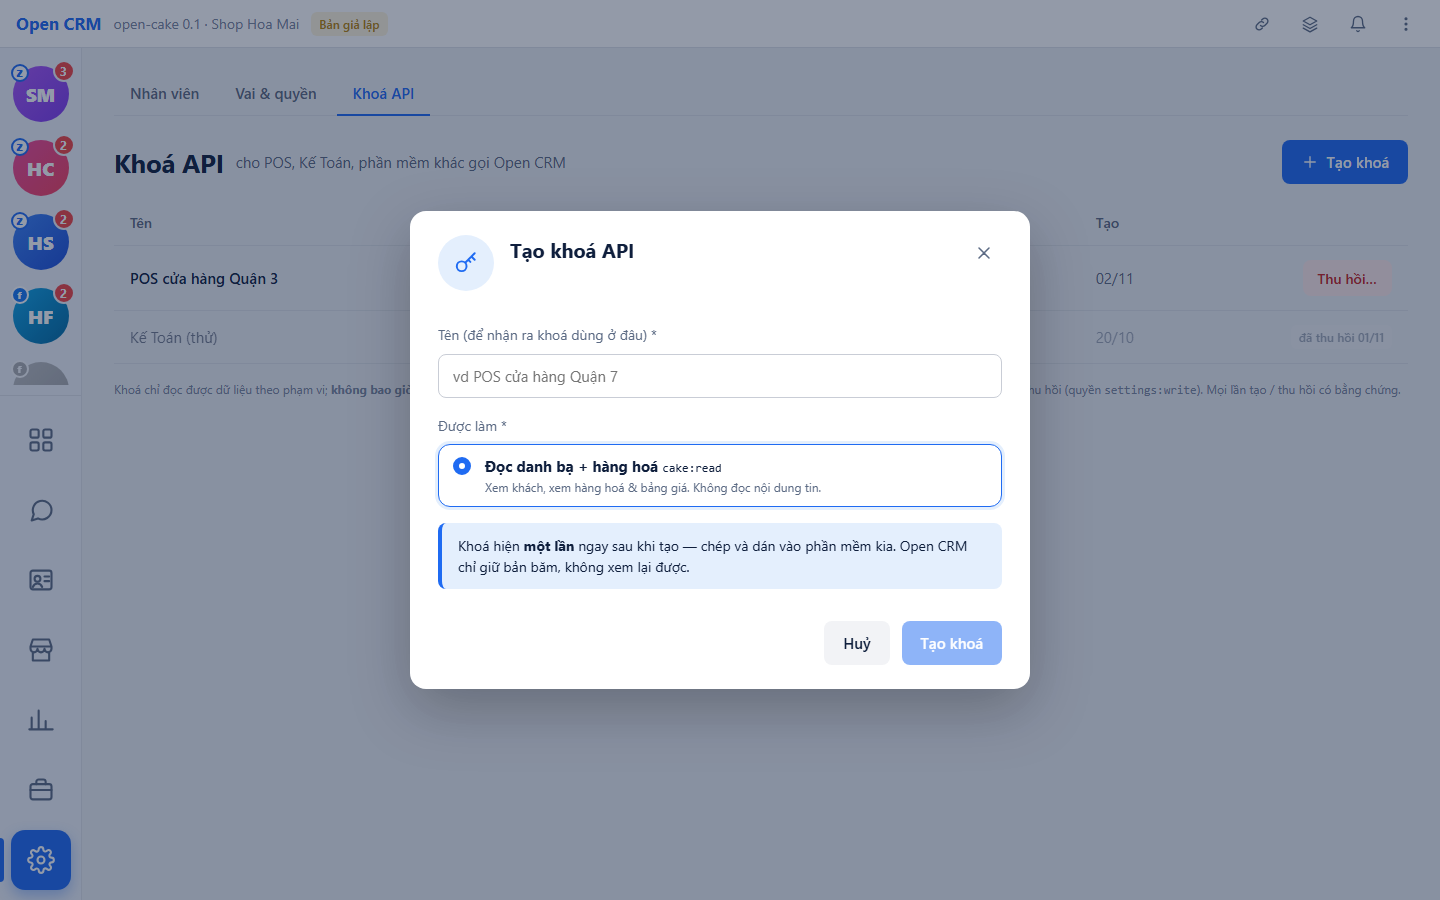 Open CRM open-cake 0.1 · Shop Hoa Mai Bản giả lập
z 3
SM
z 2
HC
z 2
HS
f 2
HF
f
Nhân viên Vai & quyền Khoá API
Khoá API cho POS, Kế Toán, phần mềm khác gọi Open CRM
+ Tạo khoá
Tên Tạo
POS cửa hàng Quận 3 02/11 Thu hồi...
Kế Toán (thử) 20/10 đã thu hồi 01/11
Khoá chỉ đọc được dữ liệu theo phạm vi; không bao giờ
hu hồi (quyền settings:write). Mọi lần tạo / thu hồi có bằng chứng.
Tạo khoá API
Tên (để nhận ra khoá dùng ở đâu) *
vd POS cửa hàng Quận 7
Được làm *
Đọc danh bạ + hàng hoá cake:read
Xem khách, xem hàng hoá & bảng giá. Không đọc nội dung tin.
Khoá hiện một lần ngay sau khi tạo — chép và dán vào phần mềm kia. Open CRM
chỉ giữ bản băm, không xem lại được.
Huỷ Tạo khoá